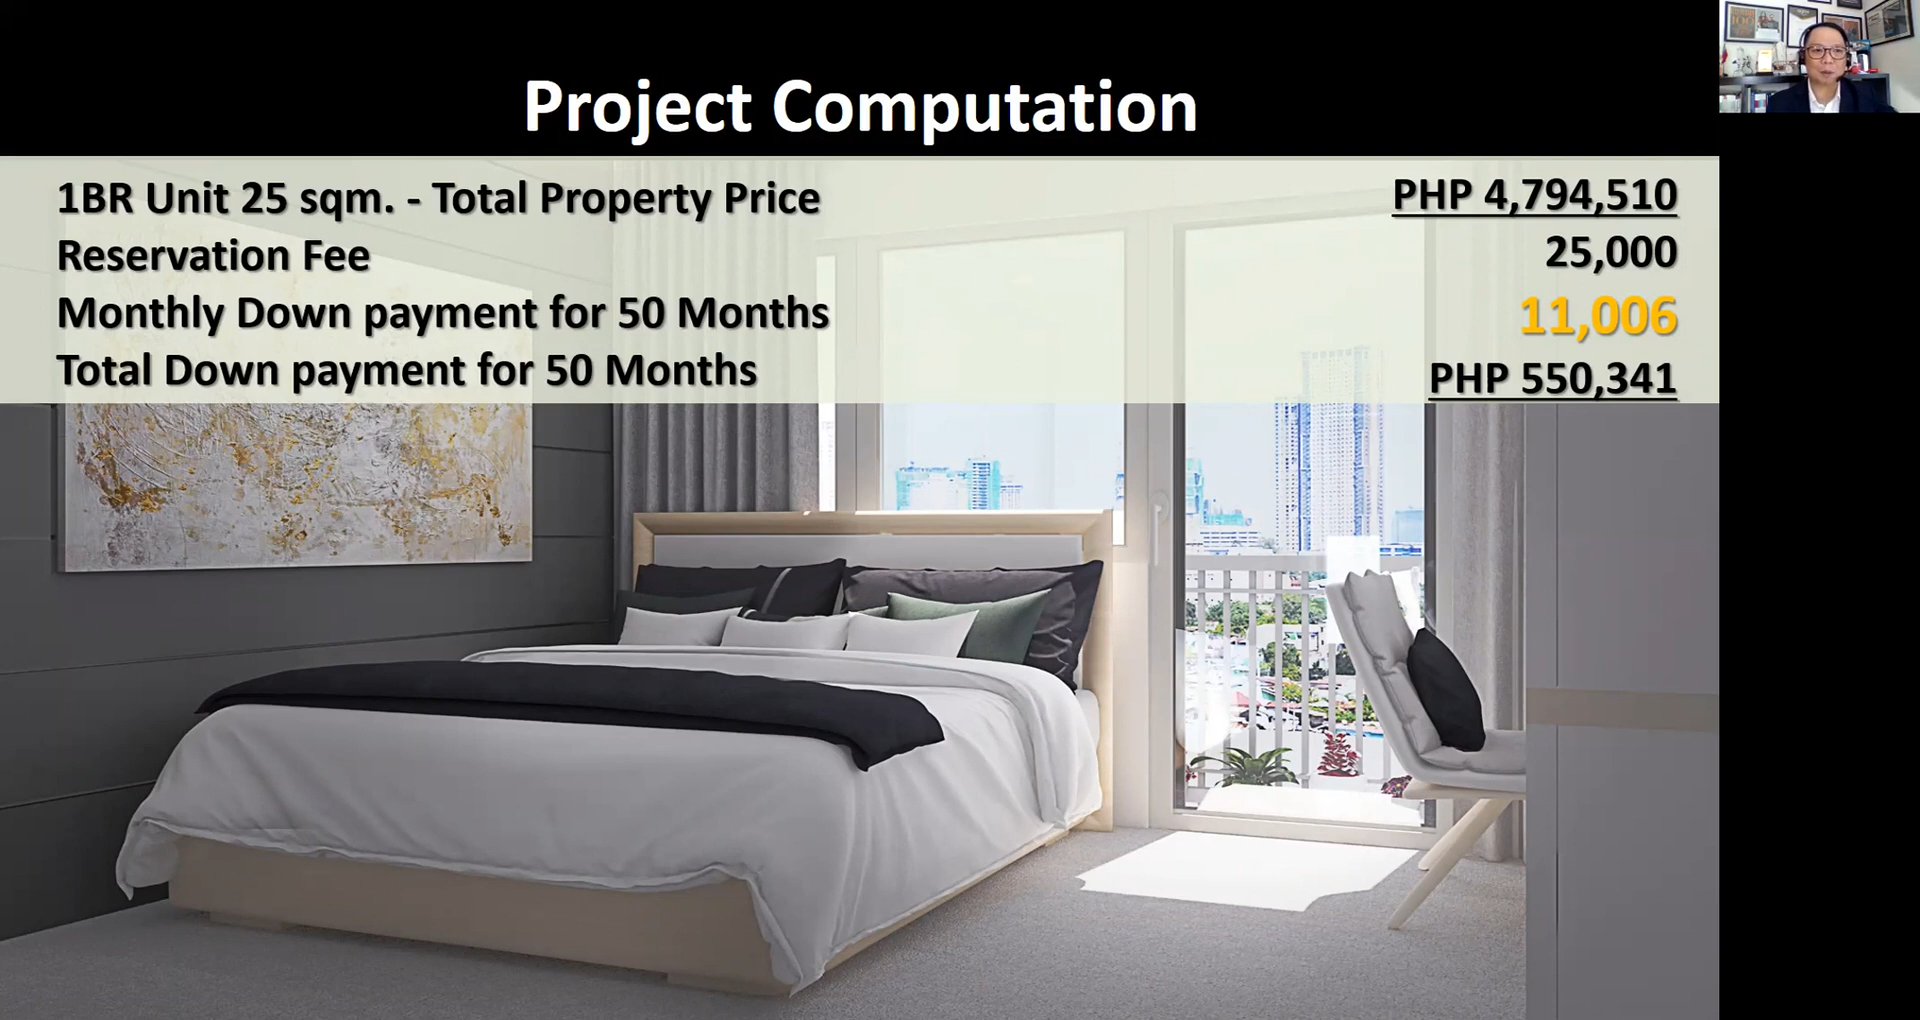 Project Computation
1BR Unit 25 sqm. - Total Property Price PHP 4,794,510
Reservation Fee 25,000
Monthly Down payment for 50 Months 11,006
Total Down payment for 50 Months PHP 550,341